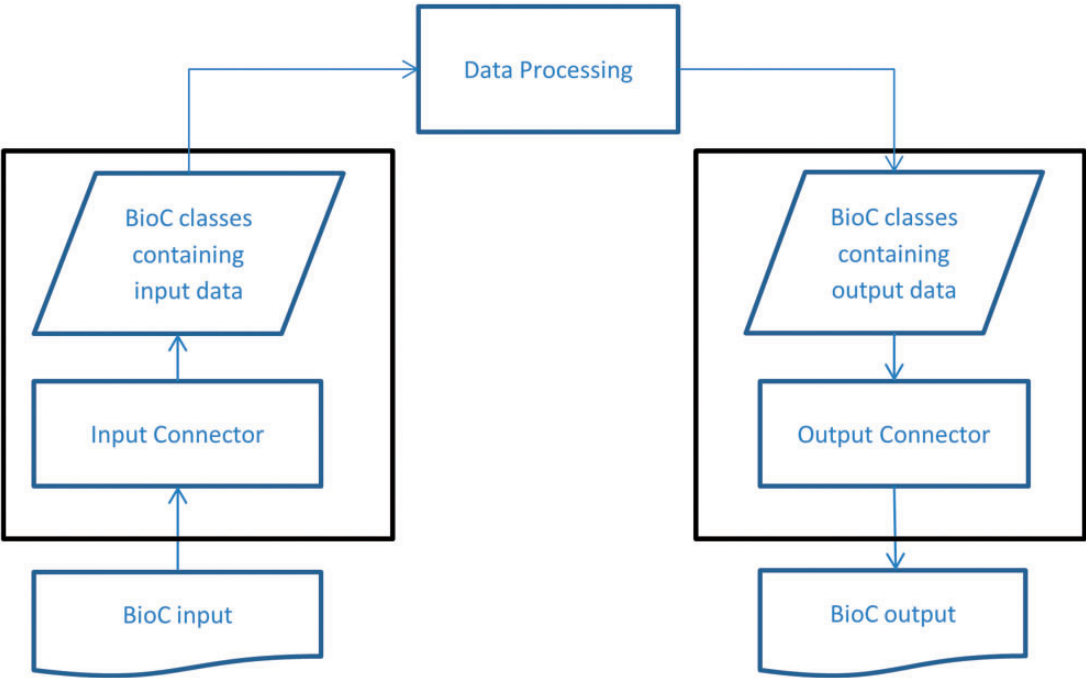 Data Processing
BioC classes
containing
input data
Input Connector
BioC input
BioC classes
containing
output data
Output Connector
BioC output